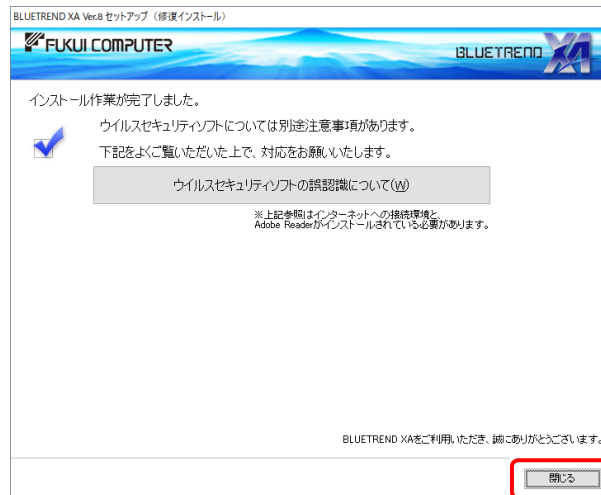 BLUETREND XA Ver.8 セットアップ（修復インストール）
FUKUI COMPUTER
BLUETREND XA
インストール作業が完了しました。
ウイルスセキュリティソフトについては別途注意事項があります。
下記をよくご覧いただいた上で、対応をお願いいたします。
ウイルスセキュリティソフトの誤認識について(W)
※上記参照はインターネットへの接続環境と、
Adobe Readerがインストールされている必要があります。
BLUETREND XAをご利用いただき、誠にありがとうございます。
閉じる